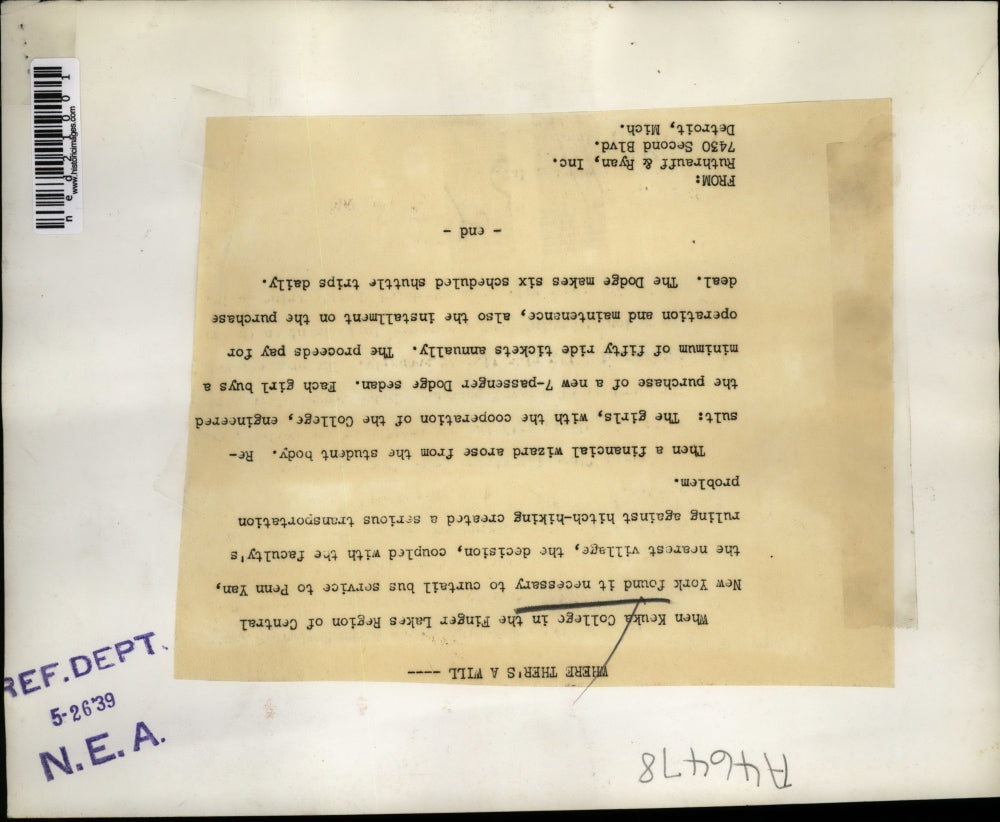 WHERE THER'S A WILL ----
When Keuka College in the Finger Lakes Region of Central
New York found it necessary to curtail bus service to Penn Yan,
the nearest village, the decision, coupled with the faculty's
ruling against hitch-hiking created a serious transportation
problem.
Then a financial wizard arose from the student body. Re-
sult: The girls, with the cooperation of the College, engineered
the purchase of a new 7-passenger Dodge sedan. Each girl buys a
minimum of fifty ride tickets annually. The proceeds pay for
operation and maintenence, also the installment on the purchase
deal. The Dodge makes six scheduled shuttle trips daily.
- end -
FROM:
Ruthrauff & Ryan, Inc.
7430 Second Blvd.
Detroit, Mich.
REF.DEPT.
5-26'39
N.E.A.
A46478
www.historicimages.com
ned21001